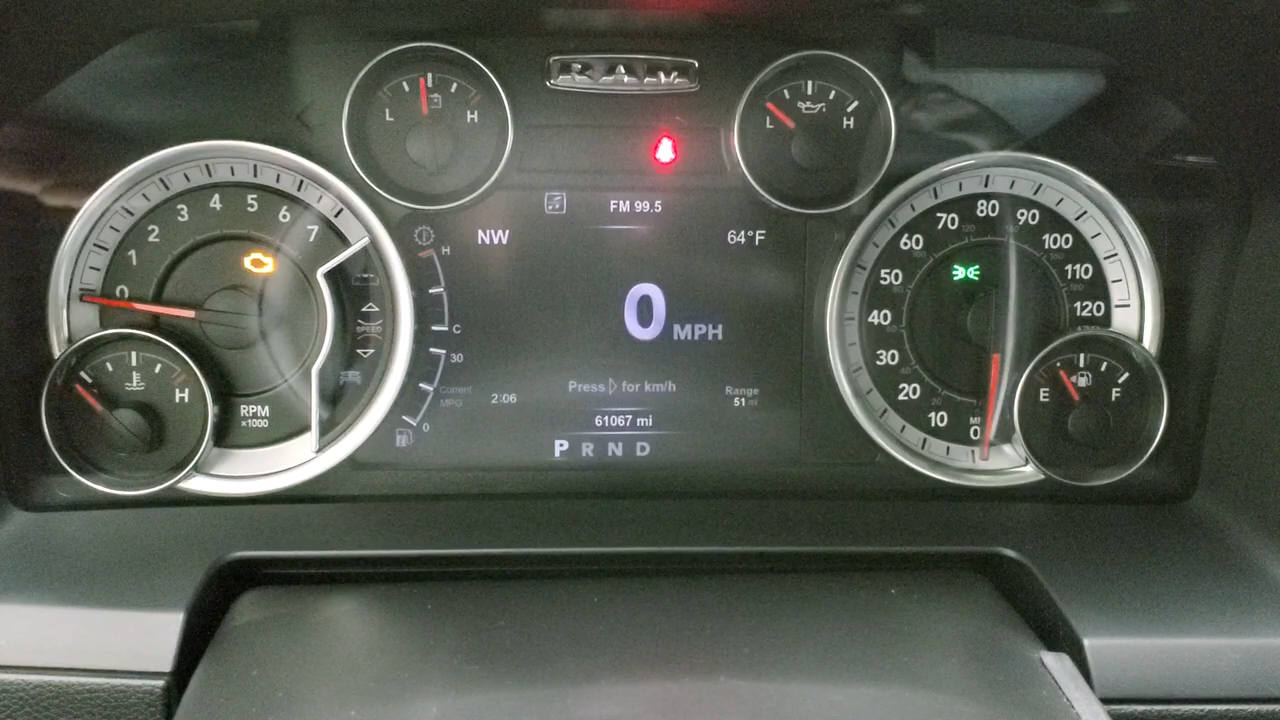 RAM
L H
L H
FM 99.5
NW
64°F
0 1 2 3 4 5 6 7
RPM
×1000
H
SPEED
H
C
30
0
Current
MPG
2:06
0 MPH
Press ▷ for km/h
Range
51 mi
61067 mi
P R N D
0 10 20 30 40 50 60 70 80 90 100 110 120
E F